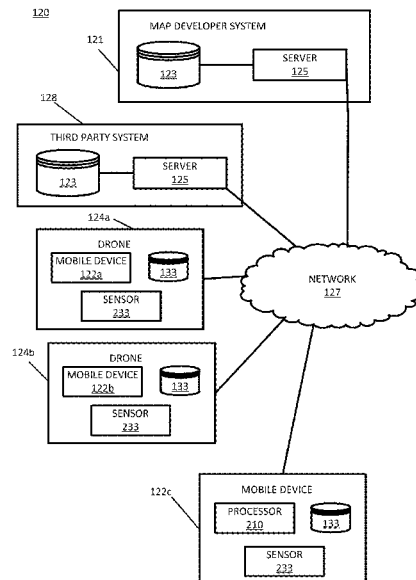 120
MAP DEVELOPER SYSTEM
121
123
SERVER
125
128
THIRD PARTY SYSTEM
123
SERVER
125
124a
DRONE
MOBILE DEVICE
122a
133
SENSOR
233
NETWORK
127
124b
DRONE
MOBILE DEVICE
122b
133
SENSOR
233
122c
MOBILE DEVICE
PROCESSOR
210
133
SENSOR
233